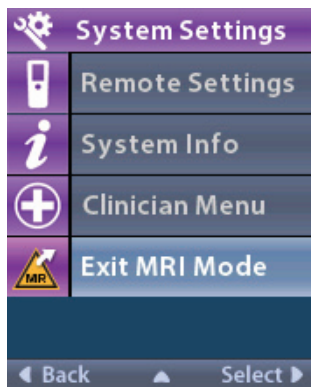 System Settings
Remote Settings
i System Info
Clinician Menu
MR Exit MRI Mode
Back Select